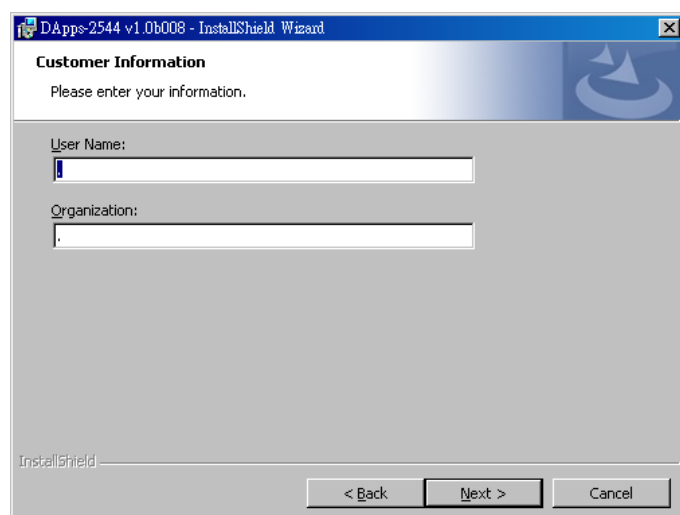 DApps-2544 v1.0b008 - InstallShield Wizard
Customer Information
Please enter your information.
User Name:
.
Organization:
.
InstallShield
< Back
Next >
Cancel